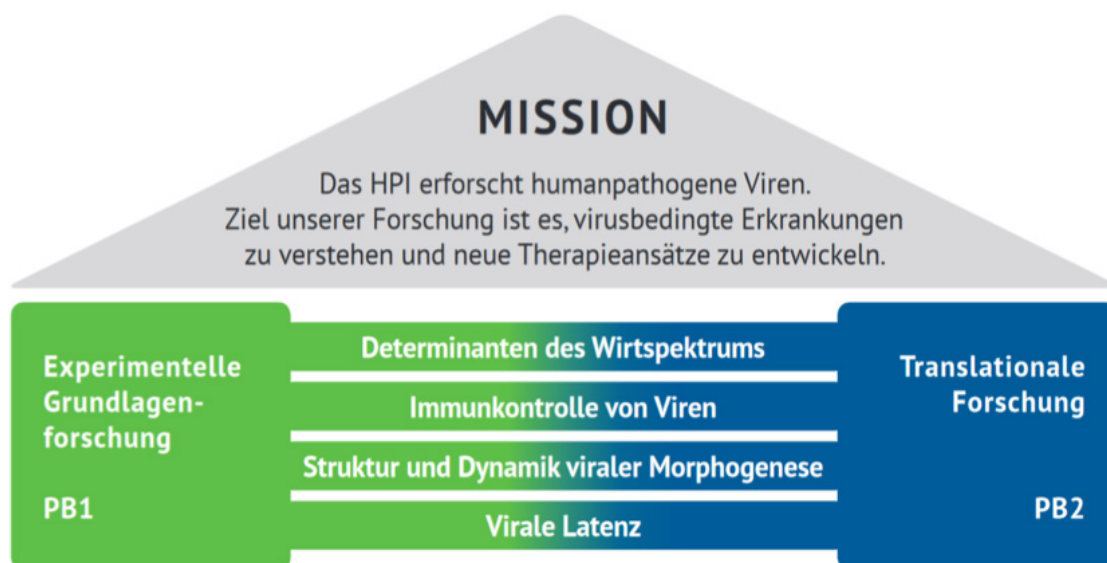 MISSION
Das HPI erforscht humanpathogene Viren.
Ziel unserer Forschung ist es, virusbedingte Erkrankungen
zu verstehen und neue Therapieansätze zu entwickeln.
Experimentelle
Grundlagen-
forschung
PB1
Determinanten des Wirtspektrums
Immunkontrolle von Viren
Struktur und Dynamik viraler Morphogenese
Virale Latenz
Translationale
Forschung
PB2